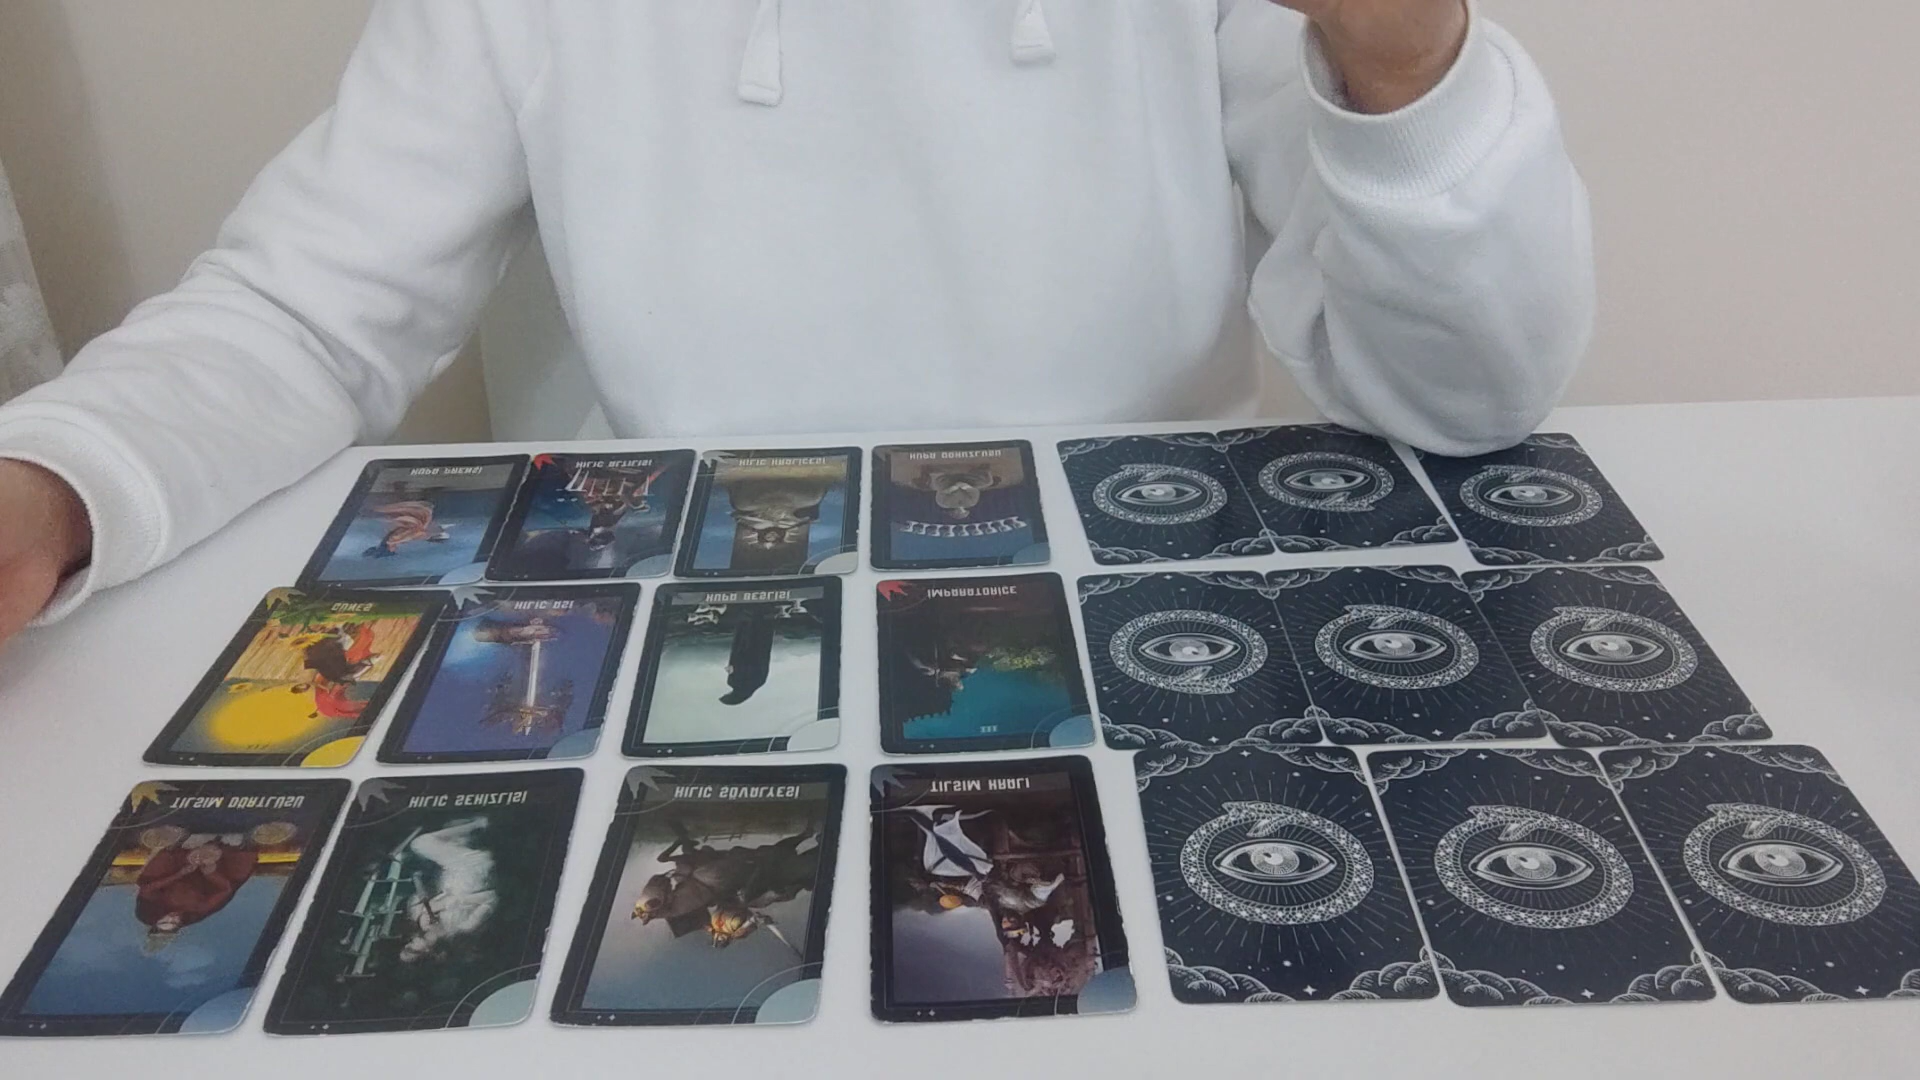 KUPA PRENSİ
KILIÇ ALTILISI
KILIÇ KRALİÇESİ
KUPA DOKUZLUSU
GÜNEŞ
KILIÇ ASI
KUPA BEŞLİSİ
İMPARATORİÇE
III
TILSIM DÖRTLÜSÜ
KILIÇ SEKİZLİSİ
KILIÇ ŞÖVALYESİ
TILSIM KRALI